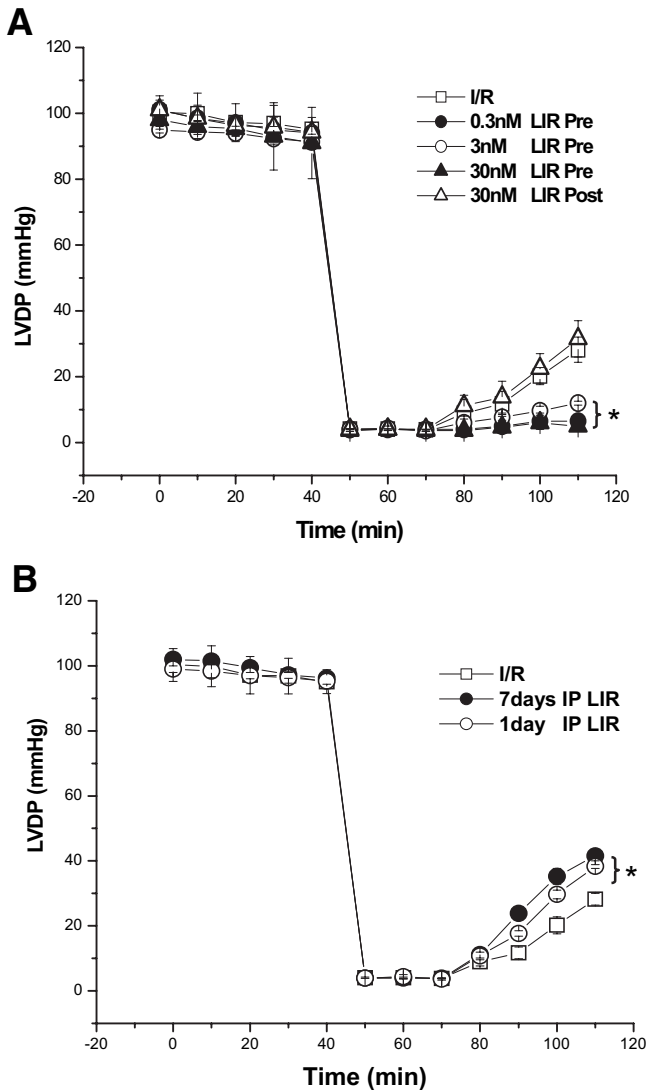 A
120
100
80
60
40
20
0
LVDP (mmHg)
I/R
0.3nM LIR Pre
3nM LIR Pre
30nM LIR Pre
30nM LIR Post
*
-20 0 20 40 60 80 100 120
Time (min)
B
120
100
80
60
40
20
0
LVDP (mmHg)
I/R
7days IP LIR
1day IP LIR
*
-20 0 20 40 60 80 100 120
Time (min)